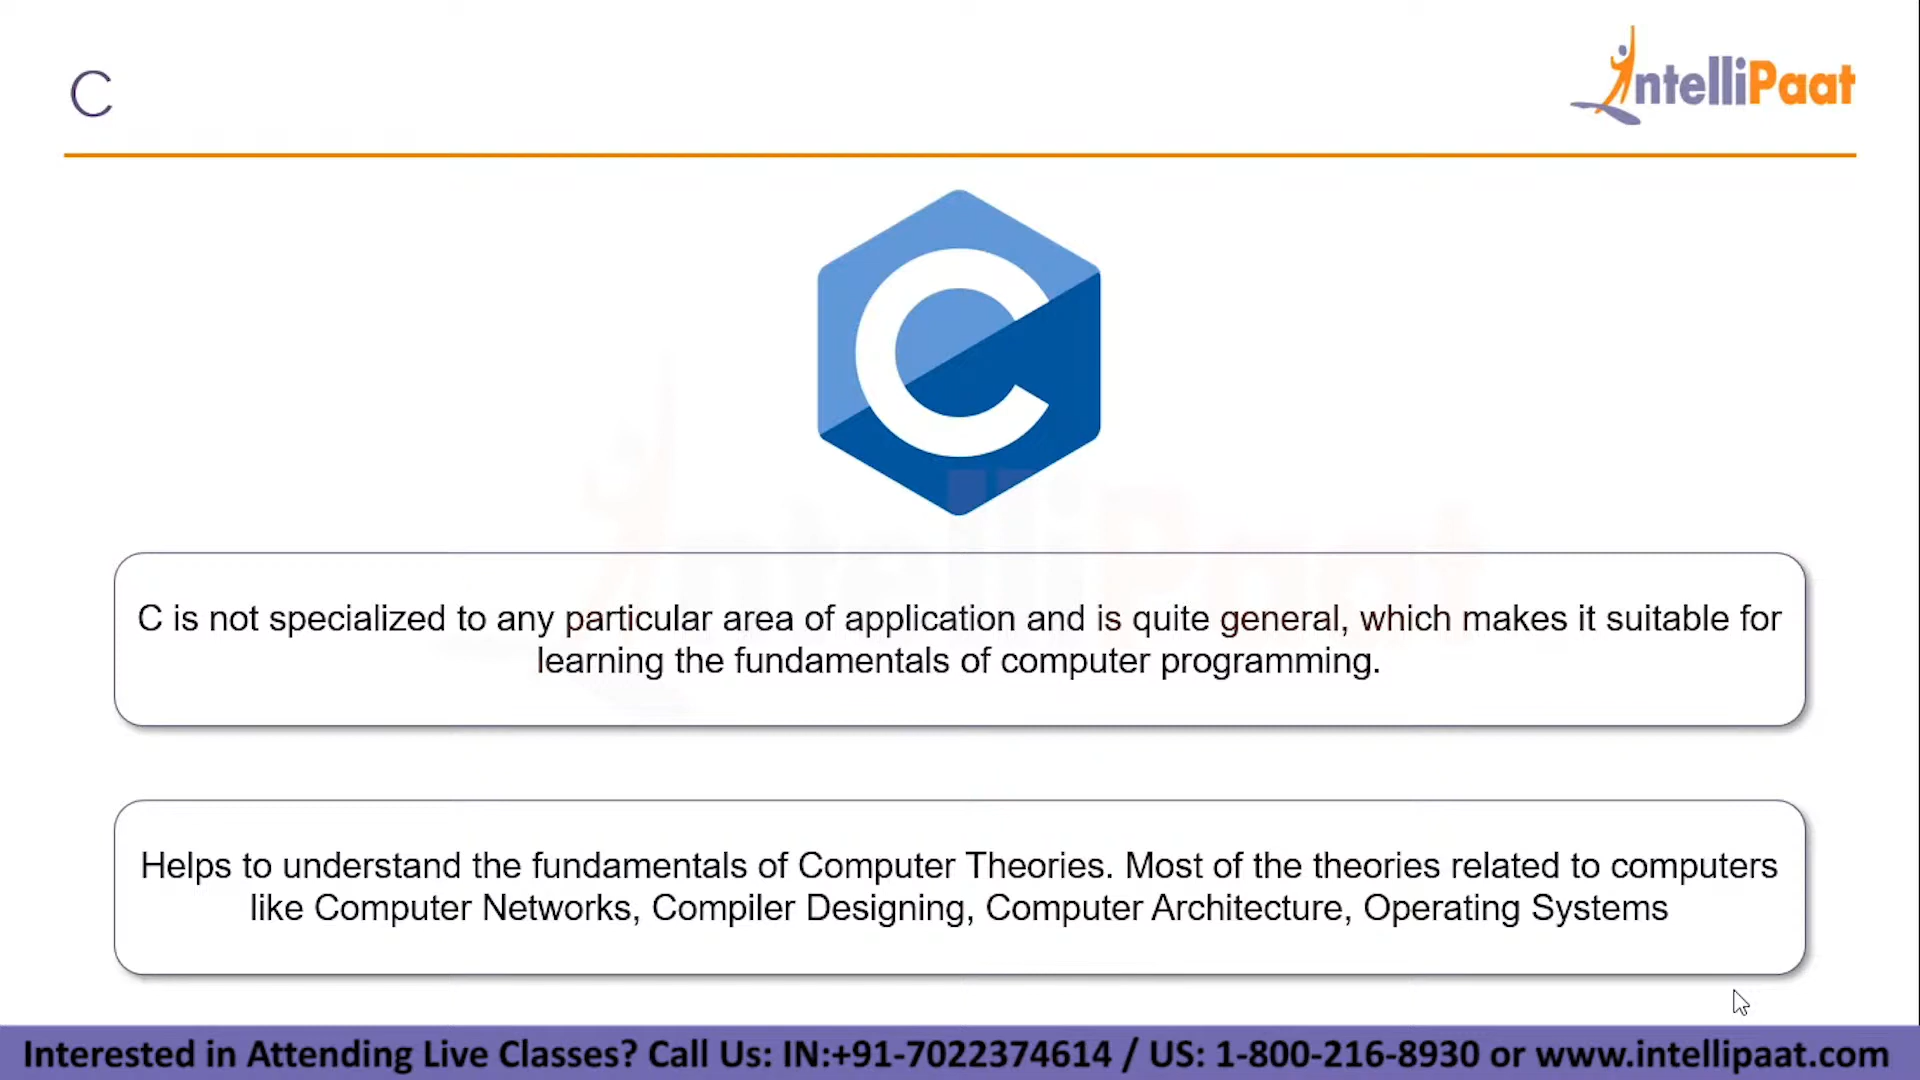 C
IntelliPaat
C
C is not specialized to any particular area of application and is quite general, which makes it suitable for
learning the fundamentals of computer programming.
Helps to understand the fundamentals of Computer Theories. Most of the theories related to computers
like Computer Networks, Compiler Designing, Computer Architecture, Operating Systems
Interested in Attending Live Classes? Call Us: IN:+91-7022374614 / US: 1-800-216-8930 or www.intellipaat.com